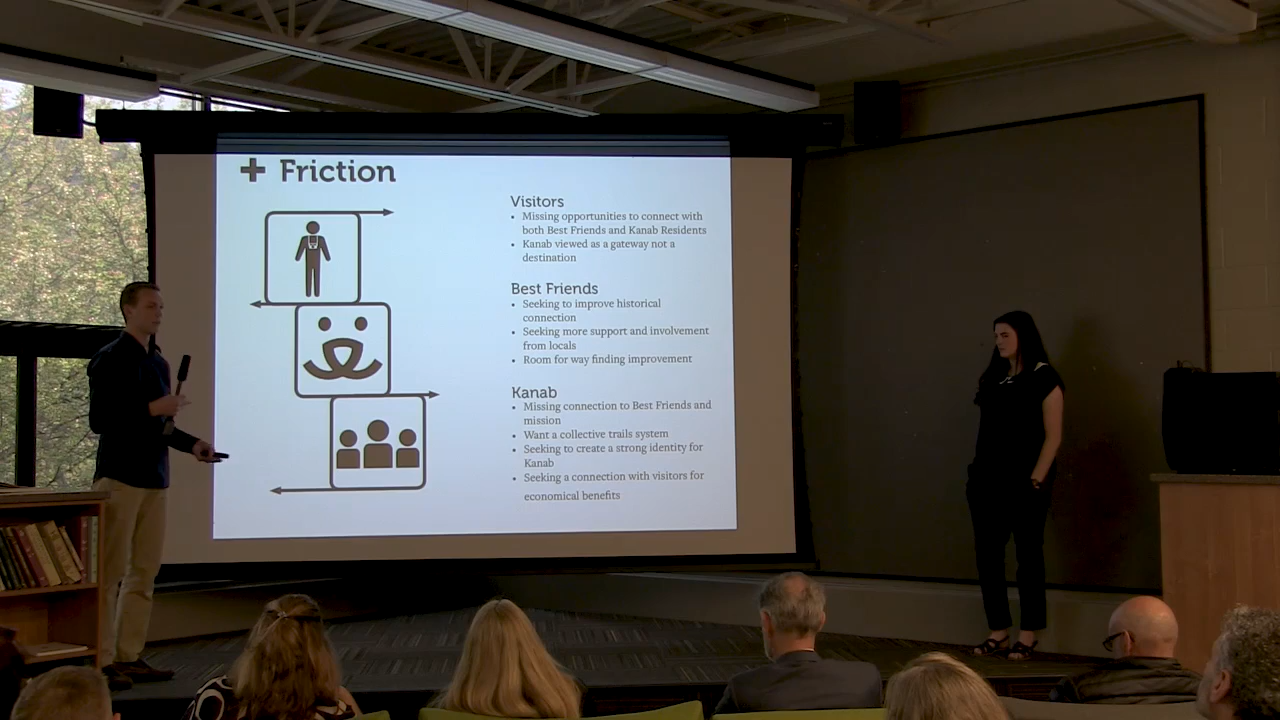 + Friction
Visitors
• Missing opportunities to connect with
both Best Friends and Kanab Residents
• Kanab viewed as a gateway not a
destination
Best Friends
• Seeking to improve historical
connection
• Seeking more support and involvement
from locals
• Room for way finding improvement
Kanab
• Missing connection to Best Friends and
mission
• Want a collective trails system
• Seeking to create a strong identity for
Kanab
• Seeking a connection with visitors for
economical benefits